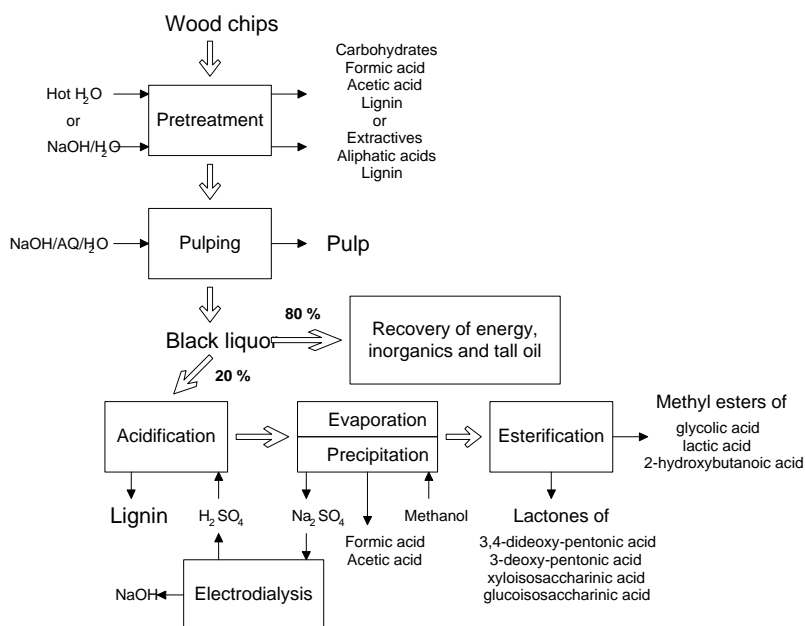 Wood chips
Carbohydrates
Formic acid
Acetic acid
Lignin
or
Extractives
Aliphatic acids
Lignin
Hot H₂O
or
NaOH/H₂O
Pretreatment
NaOH/AQ/H₂O
Pulping
Pulp
Black liquor
80 %
20 %
Recovery of energy,
inorganics and tall oil
Acidification
Evaporation
Precipitation
Esterification
Methyl esters of
glycolic acid
lactic acid
2-hydroxybutanoic acid
Lignin
H₂SO₄
Na₂SO₄
Methanol
Formic acid
Acetic acid
Lactones of
3,4-dideoxy-pentonic acid
3-deoxy-pentonic acid
xyloisosaccharinic acid
glucoisosaccharinic acid
NaOH
Electrodialysis